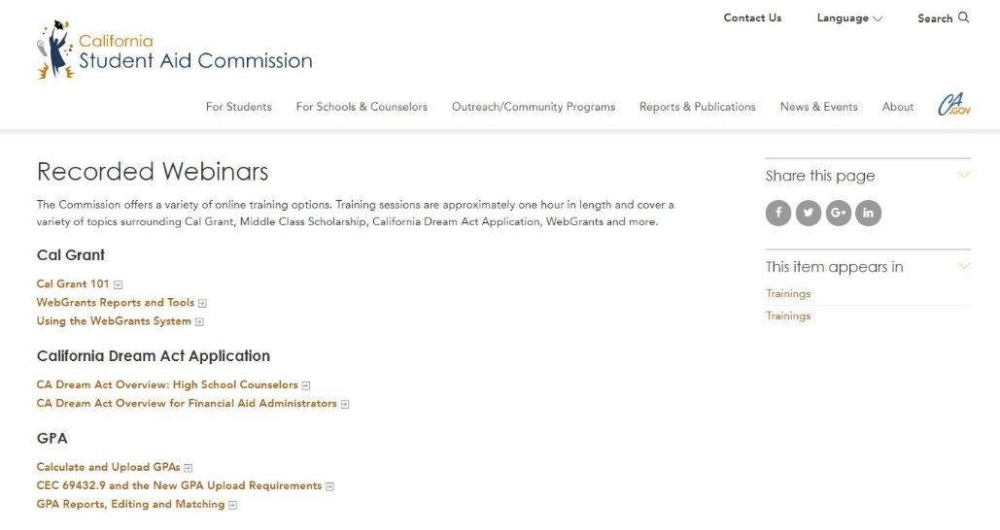 Contact Us
Language
Search
California
Student Aid Commission
For Students
For Schools & Counselors
Outreach/Community Programs
Reports & Publications
News & Events
About
CA
.GOV
Recorded Webinars
The Commission offers a variety of online training options. Training sessions are approximately one hour in length and cover a
variety of topics surrounding Cal Grant, Middle Class Scholarship, California Dream Act Application, WebGrants and more.
Cal Grant
Cal Grant 101
WebGrants Reports and Tools
Using the WebGrants System
California Dream Act Application
CA Dream Act Overview: High School Counselors
CA Dream Act Overview for Financial Aid Administrators
GPA
Calculate and Upload GPAs
CEC 69432.9 and the New GPA Upload Requirements
GPA Reports, Editing and Matching
Share this page
f
G+
in
This item appears in
Trainings
Trainings